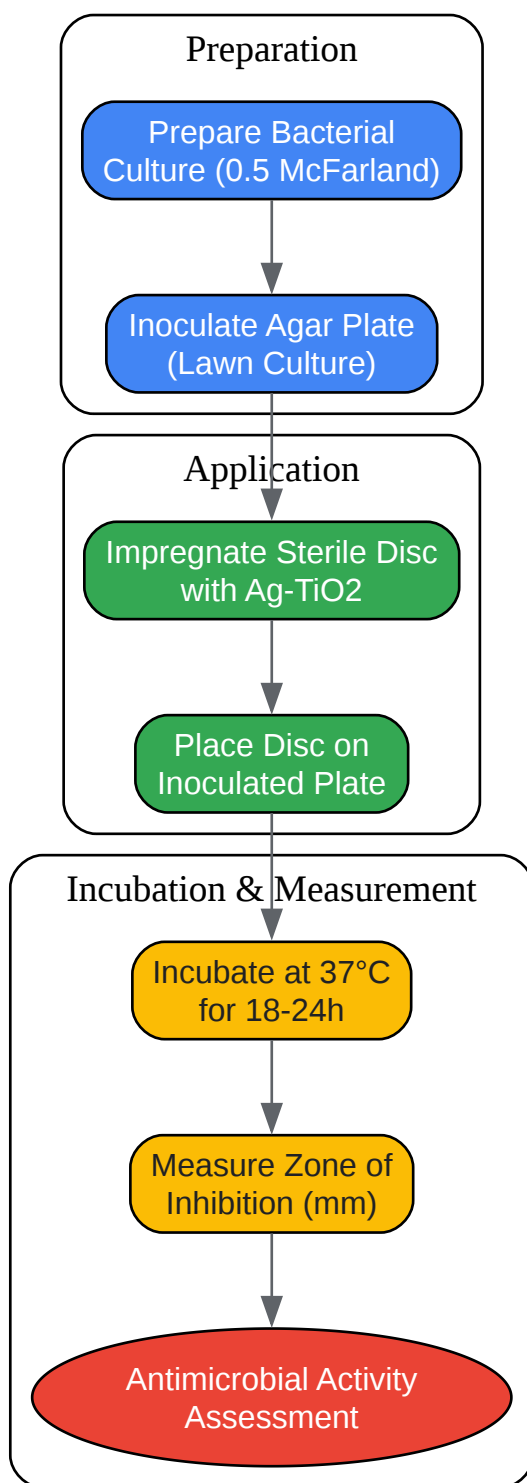 Preparation
Prepare Bacterial
Culture (0.5 McFarland)
Inoculate Agar Plate
(Lawn Culture)
Application
Impregnate Sterile Disc
with Ag-TiO2
Place Disc on
Inoculated Plate
Incubation & Measurement
Incubate at 37°C
for 18-24h
Measure Zone of
Inhibition (mm)
Antimicrobial Activity
Assessment